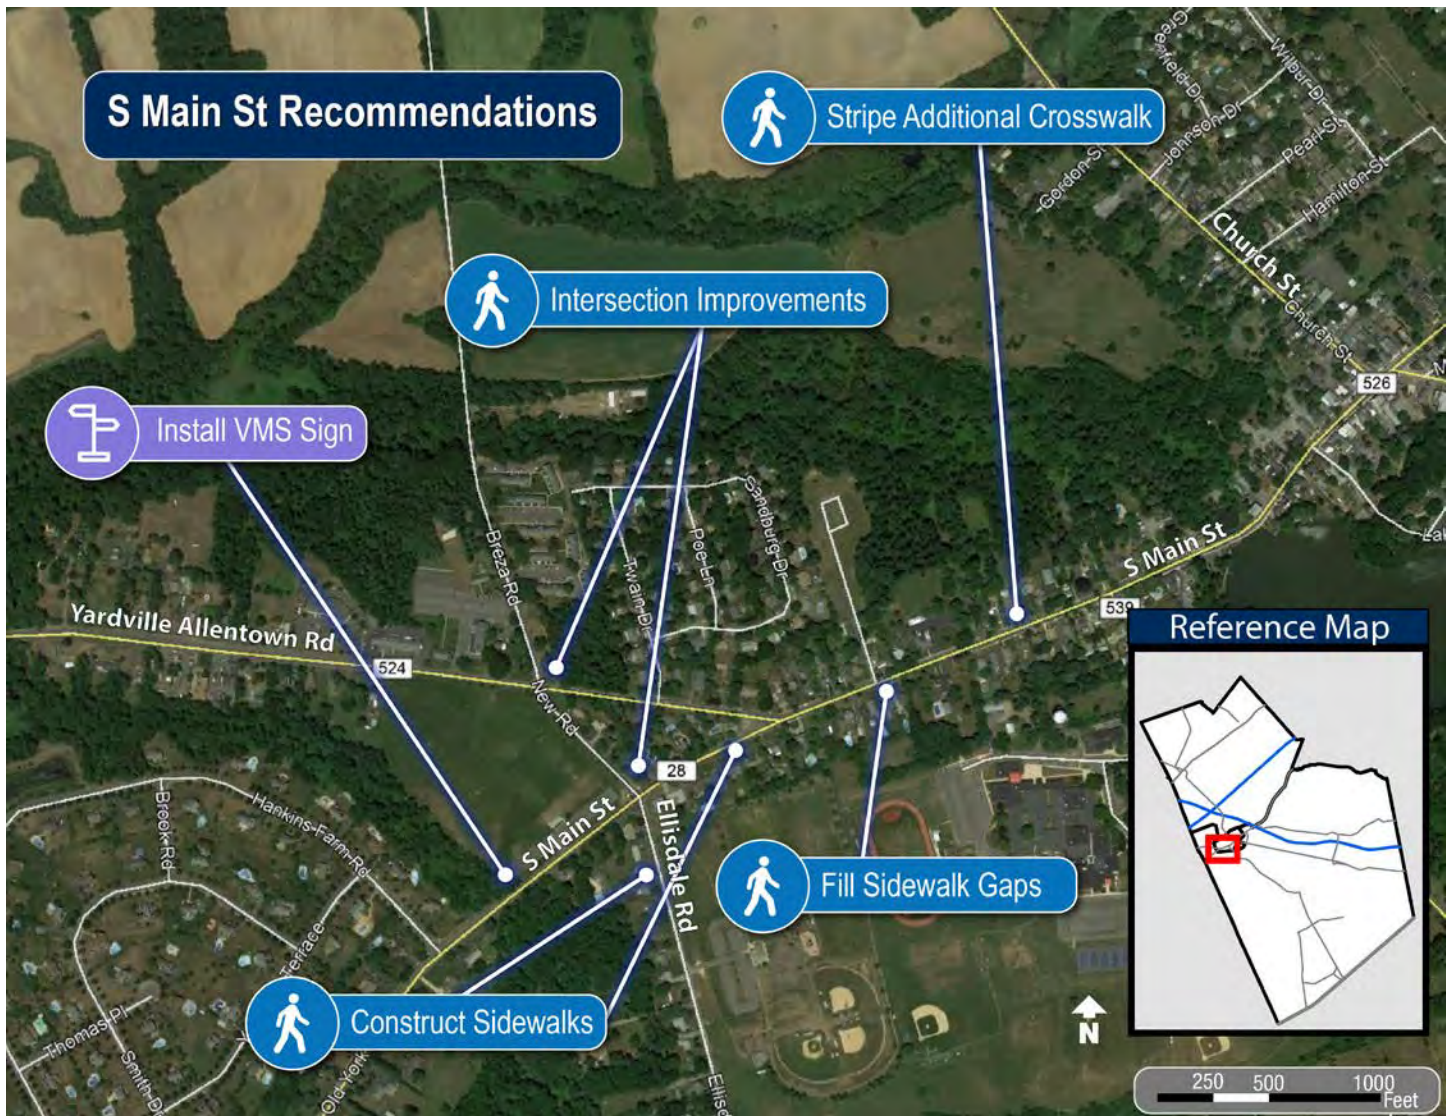 S Main St Recommendations
Stripe Additional Crosswalk
Intersection Improvements
Install VMS Sign
Greenfield Dr
Wilbur Dr
Johnson Dr
Pearl St
Gordon St
Hamilton St
Church St
Church St
526
Breza Rd
Sandburg Dr
Poe Ln
Twain Dr
S Main St
539
Yardville Allentown Rd
524
New Rd
28
S Main St
Ellisdale Rd
Hankins Farm Rd
Brook Rd
Terrace
Fill Sidewalk Gaps
Construct Sidewalks
Thomas Pl
Smith Dr
Old York
Reference Map
N
250 500 1000
Feet